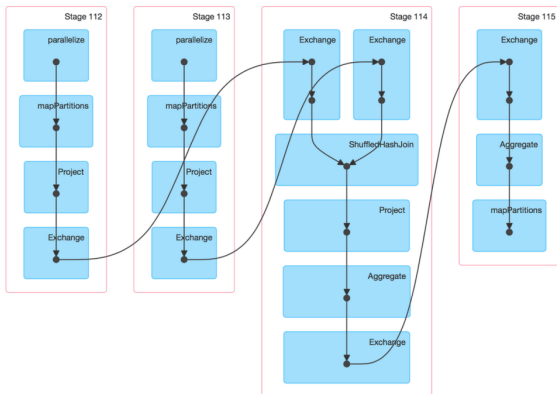 Stage 112
parallelize
mapPartitions
Project
Exchange
Stage 113
parallelize
mapPartitions
Project
Exchange
Stage 114
Exchange
Exchange
ShuffledHashJoin
Project
Aggregate
Exchange
Stage 115
Exchange
Aggregate
mapPartitions